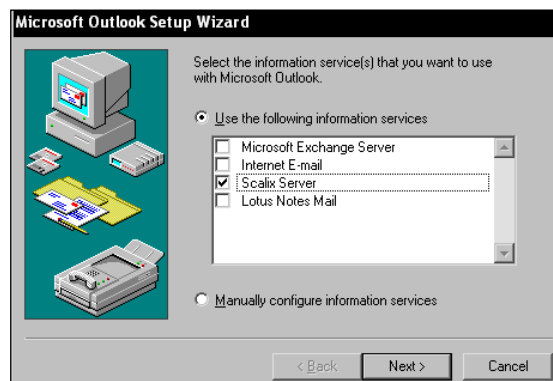 Microsoft Outlook Setup Wizard
Select the information service(s) that you want to use
with Microsoft Outlook.
Use the following information services
Microsoft Exchange Server
Internet E-mail
Scalix Server
Lotus Notes Mail
Manually configure information services
< Back
Next >
Cancel